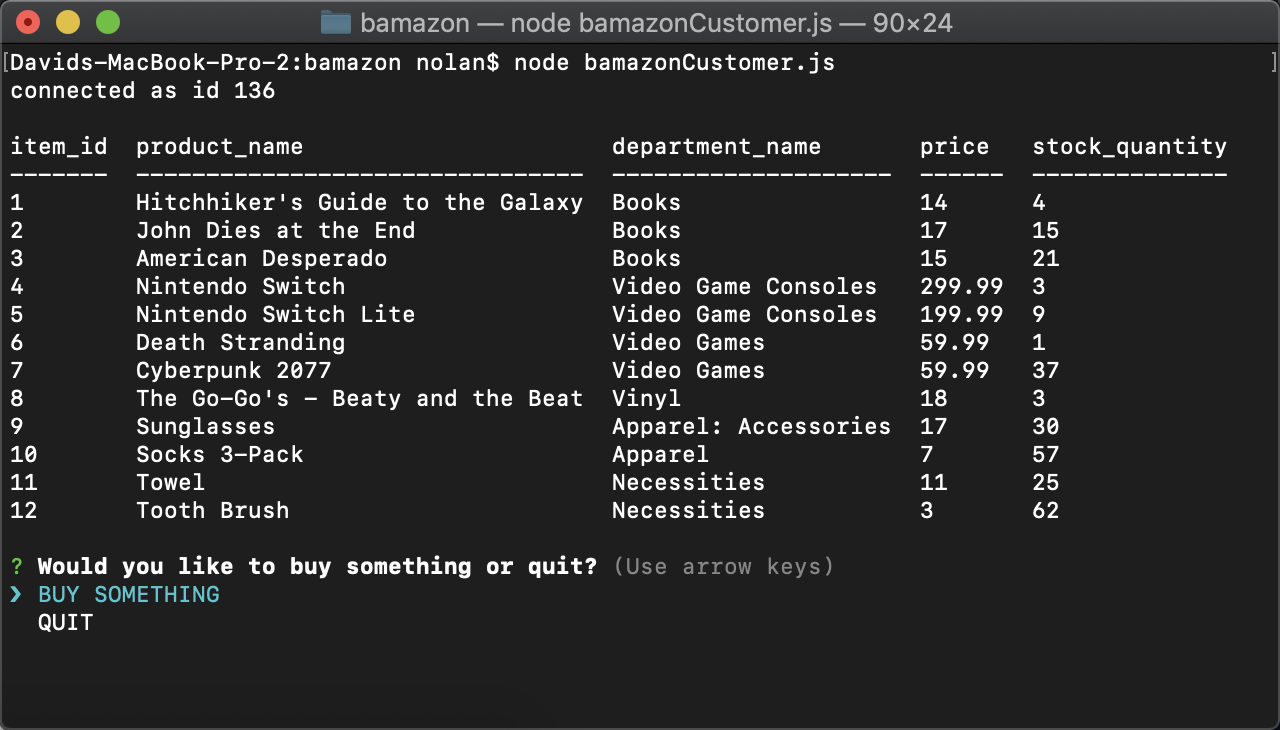 bamazon — node bamazonCustomer.js — 90×24
[Davids-MacBook-Pro-2:bamazon nolan$ node bamazonCustomer.js ]
connected as id 136
item_id  product_name                      department_name       price   stock_quantity
-------  --------------------------------  --------------------  ------  --------------
1        Hitchhiker's Guide to the Galaxy  Books                 14      4
2        John Dies at the End              Books                 17      15
3        American Desperado                Books                 15      21
4        Nintendo Switch                   Video Game Consoles   299.99  3
5        Nintendo Switch Lite              Video Game Consoles   199.99  9
6        Death Stranding                   Video Games           59.99   1
7        Cyberpunk 2077                    Video Games           59.99   37
8        The Go-Go's - Beaty and the Beat  Vinyl                 18      3
9        Sunglasses                        Apparel: Accessories  17      30
10       Socks 3-Pack                      Apparel               7       57
11       Towel                             Necessities           11      25
12       Tooth Brush                       Necessities           3       62
? Would you like to buy something or quit? (Use arrow keys)
❯ BUY SOMETHING
QUIT